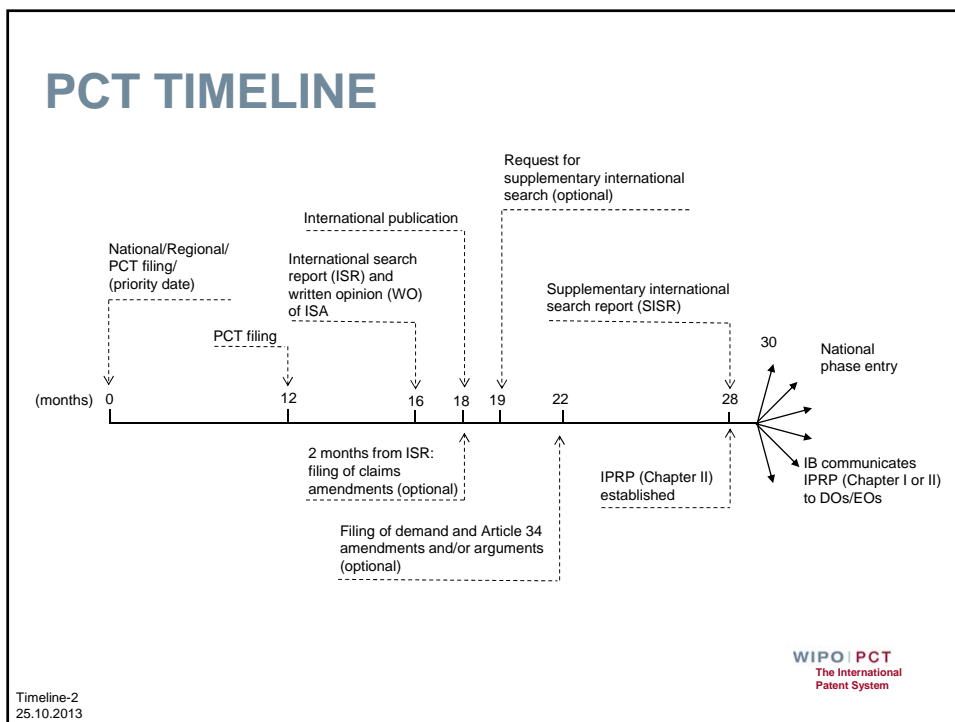 PCT TIMELINE
Request for
supplementary international
search (optional)
International publication
National/Regional/
PCT filing/
(priority date)
International search
report (ISR) and
written opinion (WO)
of ISA
Supplementary international
search report (SISR)
PCT filing
30
National
phase entry
(months) 0 12 16 18 19 22 28
2 months from ISR:
filing of claims
amendments (optional)
IPRP (Chapter II)
established
IB communicates
IPRP (Chapter I or II)
to DOs/EOs
Filing of demand and Article 34
amendments and/or arguments
(optional)
WIPO|PCT
The International
Patent System
Timeline-2
25.10.2013